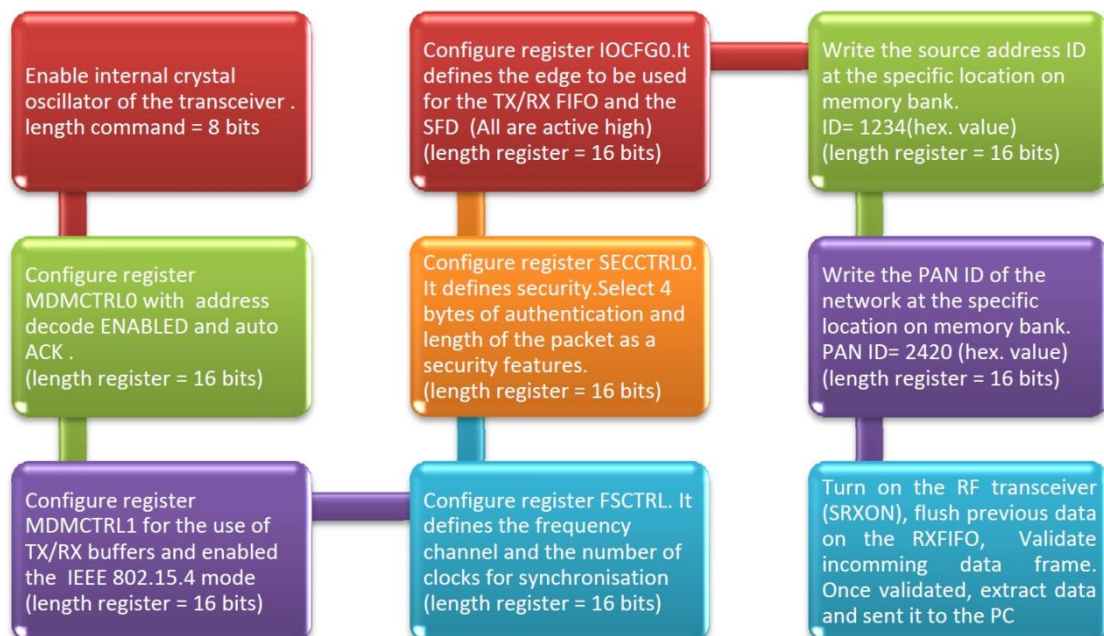 Enable internal crystal
oscillator of the transceiver .
length command = 8 bits
Configure register
MDMCTRL0 with  address
decode ENABLED and auto
ACK .
(length register = 16 bits)
Configure register
MDMCTRL1 for the use of
TX/RX buffers and enabled
the  IEEE 802.15.4 mode
(length register = 16 bits)
Configure register FSCTRL. It
defines the frequency
channel and the number of
clocks for synchronisation
(length register = 16 bits)
Configure register SECCTRL0.
It defines security.Select 4
bytes of authentication and
length of the packet as a
security features.
(length register = 16 bits)
Configure register IOCFG0.It
defines the edge to be used
for the TX/RX FIFO and the
SFD  (All are active high)
(length register = 16 bits)
Write the source address ID
at the specific location on
memory bank.
ID= 1234(hex. value)
(length register = 16 bits)
Write the PAN ID of the
network at the specific
location on memory bank.
PAN ID= 2420 (hex. value)
(length register = 16 bits)
Turn on the RF transceiver
(SRXON), flush previous data
on the RXFIFO, Validate
incomming data frame.
Once validated, extract data
and sent it to the PC